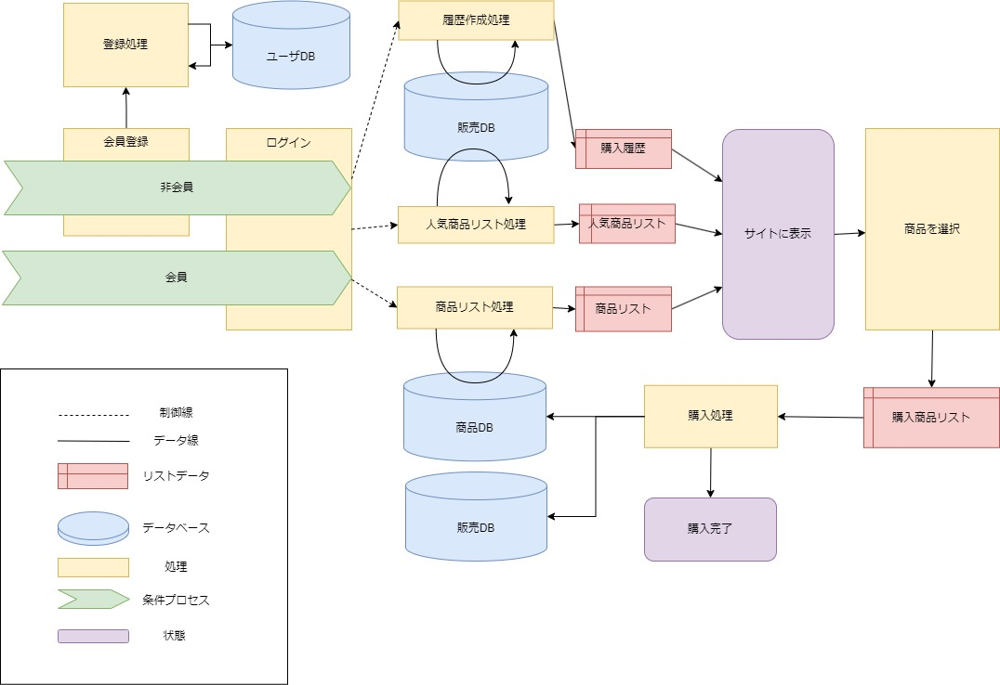 登録処理
ユーザDB
履歴作成処理
販売DB
会員登録
ログイン
購入履歴
非会員
人気商品リスト処理
人気商品リスト
サイトに表示
商品を選択
会員
商品リスト処理
商品リスト
商品DB
購入処理
購入商品リスト
販売DB
購入完了
制御線
データ線
リストデータ
データベース
処理
条件プロセス
状態